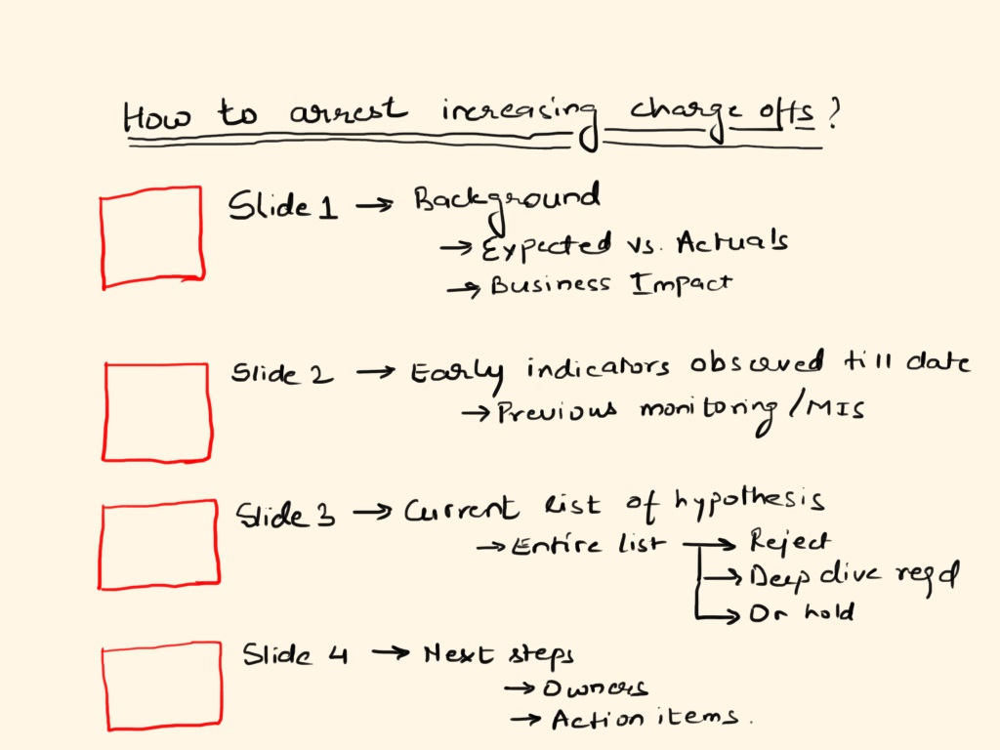 How to arrest increasing charge offs?
Slide 1 → Background
→ Expected vs. Actuals
→ Business Impact
Slide 2 → Early indicators observed till date
→ Previous monitoring/MIS
Slide 3 → Current list of hypothesis
→ Entire list → Reject
→ Deep dive reqd
→ On hold
Slide 4 → Next steps
→ Owners
→ Action items.